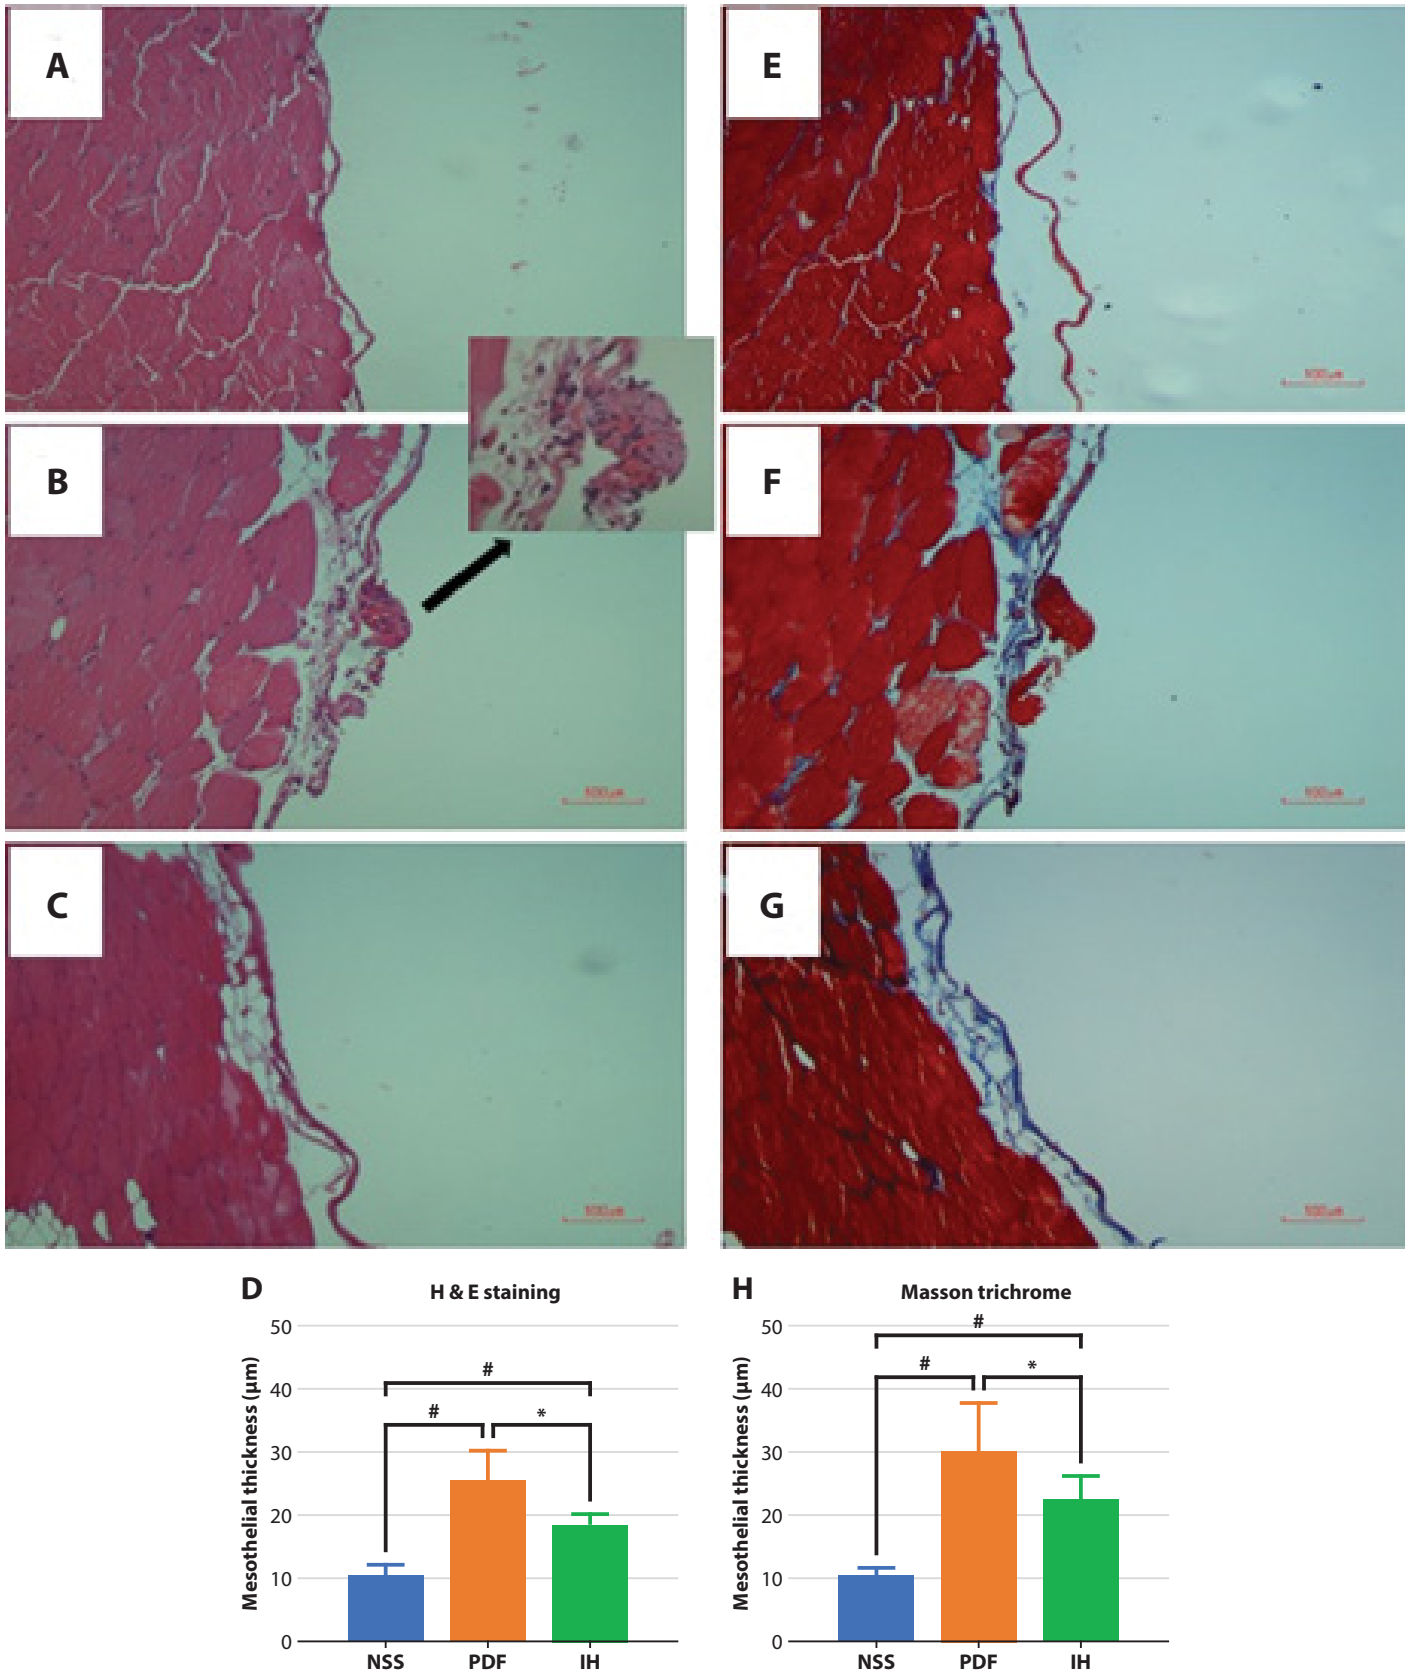 A
E
B
F
C
G
D
H & E staining
Mesothelial thickness (μm)
50
40
30
20
10
0
#
#
*
NSS
PDF
IH
H
Masson trichrome
Mesothelial thickness (μm)
50
40
30
20
10
0
#
#
*
NSS
PDF
IH